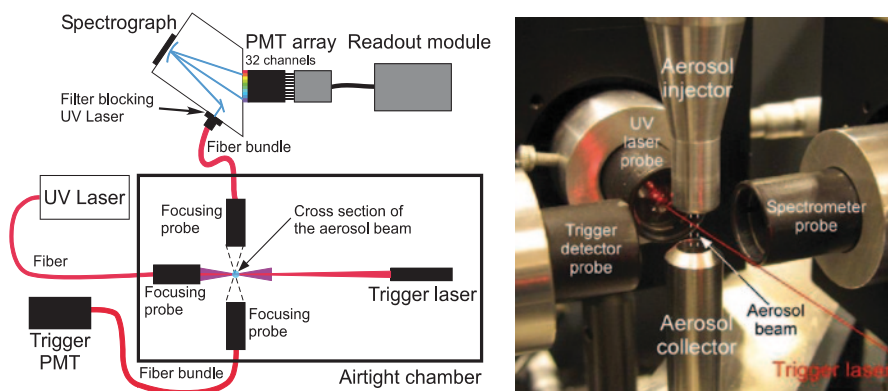 Spectrograph
PMT array
32 channels
Readout module
Filter blocking
UV Laser
Fiber bundle
UV Laser
Fiber
Focusing
probe
Cross section of
the aerosol beam
Focusing
probe
Trigger laser
Focusing
probe
Trigger
PMT
Fiber bundle
Airtight chamber
Aerosol
injector
UV
laser
probe
Trigger
detector
probe
Spectrometer
probe
Aerosol
beam
Aerosol
collector
Trigger laser